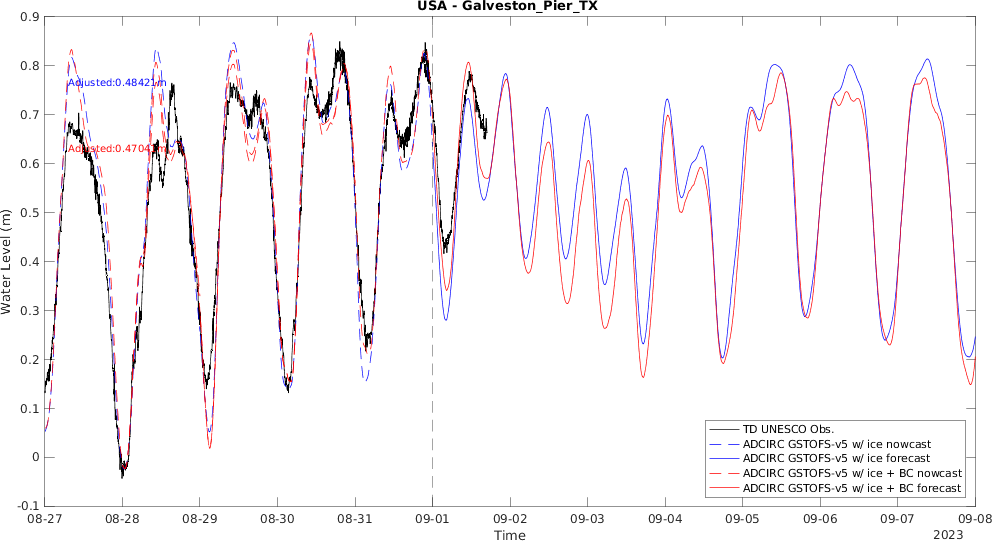 USA - Galveston_Pier_TX
0.9
0.8
0.7
0.6
0.5
0.4
0.3
0.2
0.1
0
-0.1
Water Level (m)
Adjusted:0.48421m
Adjusted:0.4704
08-27
08-28
08-29
08-30
08-31
09-01
09-02
09-03
09-04
09-05
09-06
09-07
09-08
Time
2023
TD UNESCO Obs.
ADCIRC GSTOFS-v5 w/ ice nowcast
ADCIRC GSTOFS-v5 w/ ice forecast
ADCIRC GSTOFS-v5 w/ ice + BC nowcast
ADCIRC GSTOFS-v5 w/ ice + BC forecast